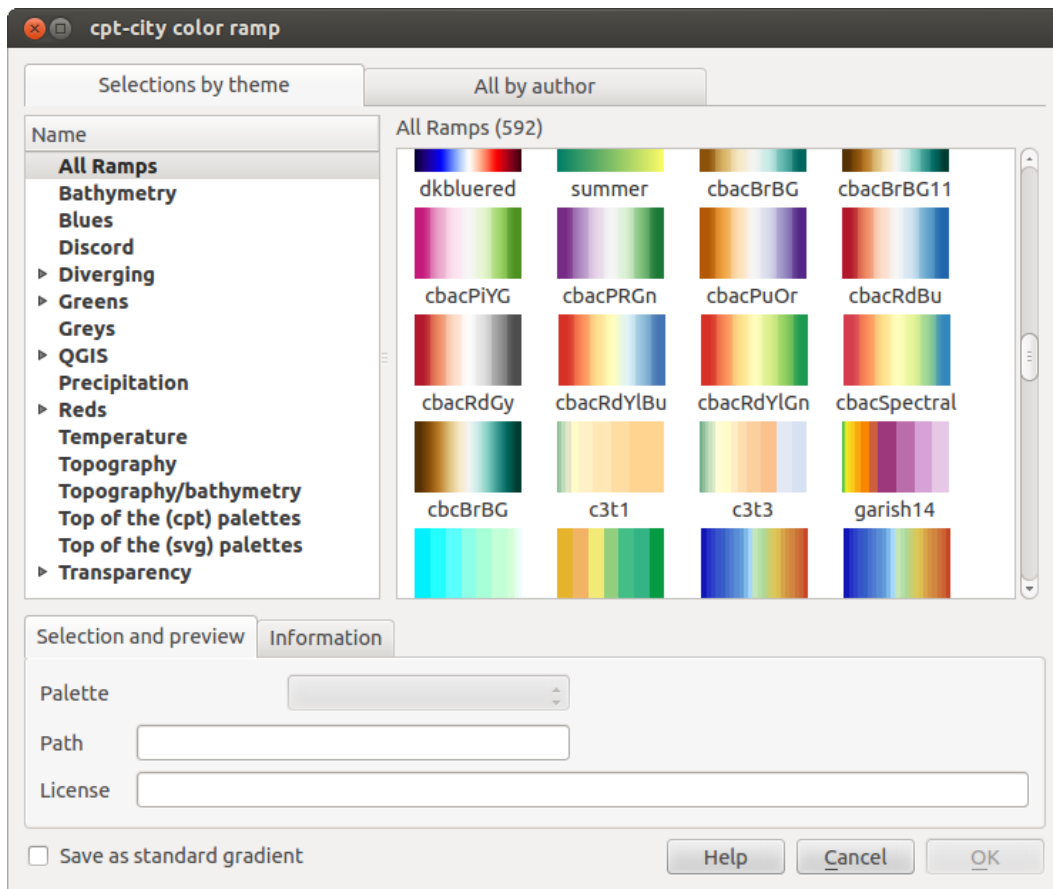 cpt-city color ramp
Selections by theme
All by author
Name
All Ramps
Bathymetry
Blues
Discord
Diverging
Greens
Greys
QGIS
Precipitation
Reds
Temperature
Topography
Topography/bathymetry
Top of the (cpt) palettes
Top of the (svg) palettes
Transparency
All Ramps (592)
dkbluered summer cbacBrBG cbacBrBG11
cbacPiYG cbacPRGn cbacPuOr cbacRdBu
cbacRdGy cbacRdYlBu cbacRdYlGn cbacSpectral
cbcBrBG c3t1 c3t3 garish14
Selection and preview
Information
Palette
Path
License
Save as standard gradient
Help
Cancel
OK